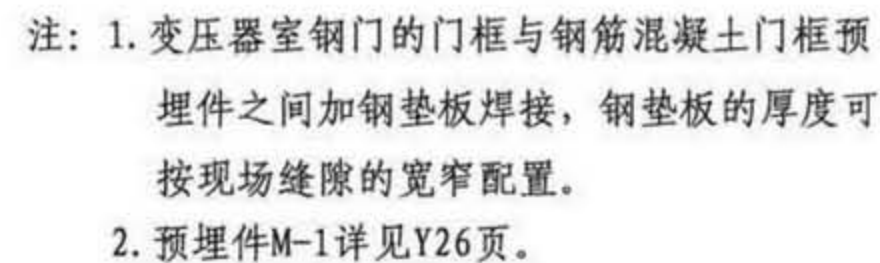 注：1.变压器室钢门的门框与钢筋混凝土门框预
埋件之间加钢垫板焊接，钢垫板的厚度可
按现场缝隙的宽窄配置。
2.预埋件M-1详见Y26页。